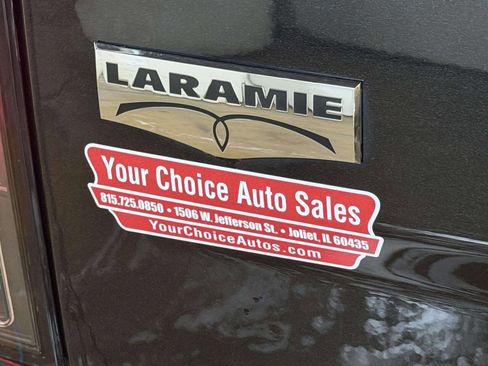 LARAMIE
Your Choice Auto Sales
815.725.0850 • 1506 W. Jefferson St. • Joliet, IL 60435
YourChoiceAutos.com